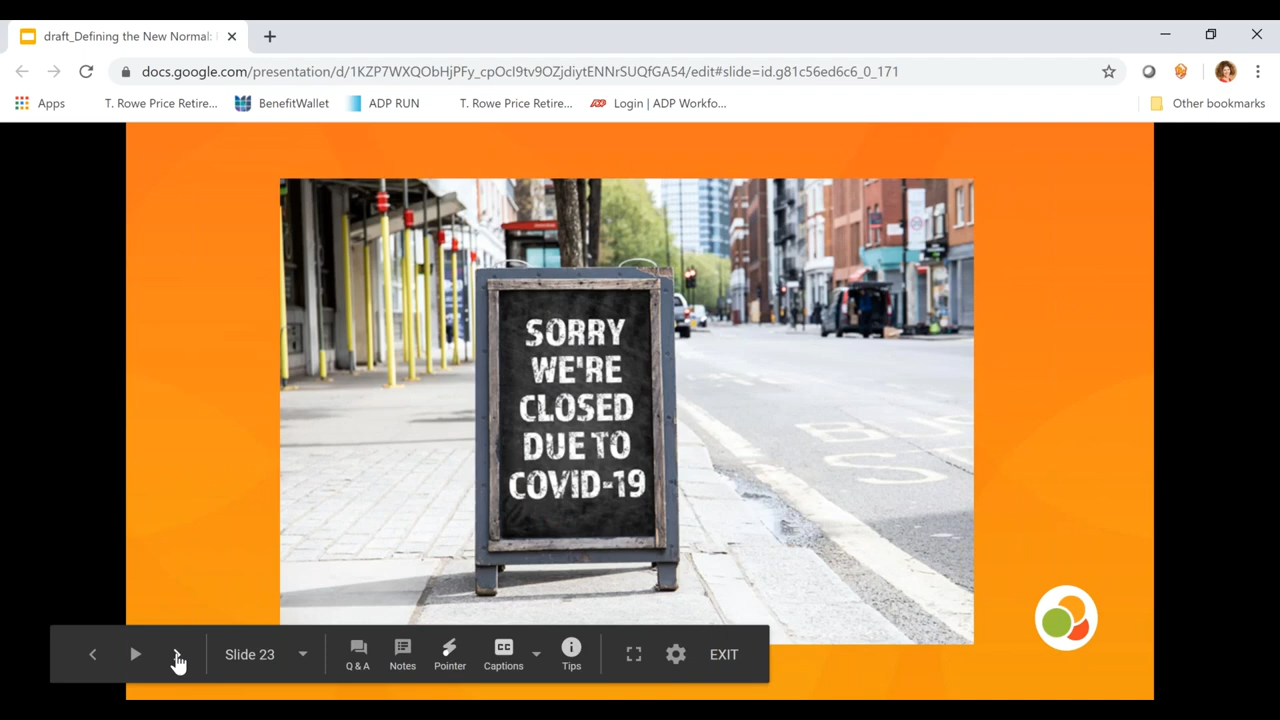 draft_Defining the New Normal:
docs.google.com/presentation/d/1KZP7WXQObHjPFy_cpOcI9tv9OZjdiytENNrSUQfGA54/edit#slide=id.g81c56ed6c6_0_171
Apps T. Rowe Price Retire... BenefitWallet ADP RUN T. Rowe Price Retire... Login | ADP Workfo... Other bookmarks
SORRY
WE'RE
CLOSED
DUE TO
COVID-19
Slide 23 Q & A Notes Pointer CC Captions Tips EXIT